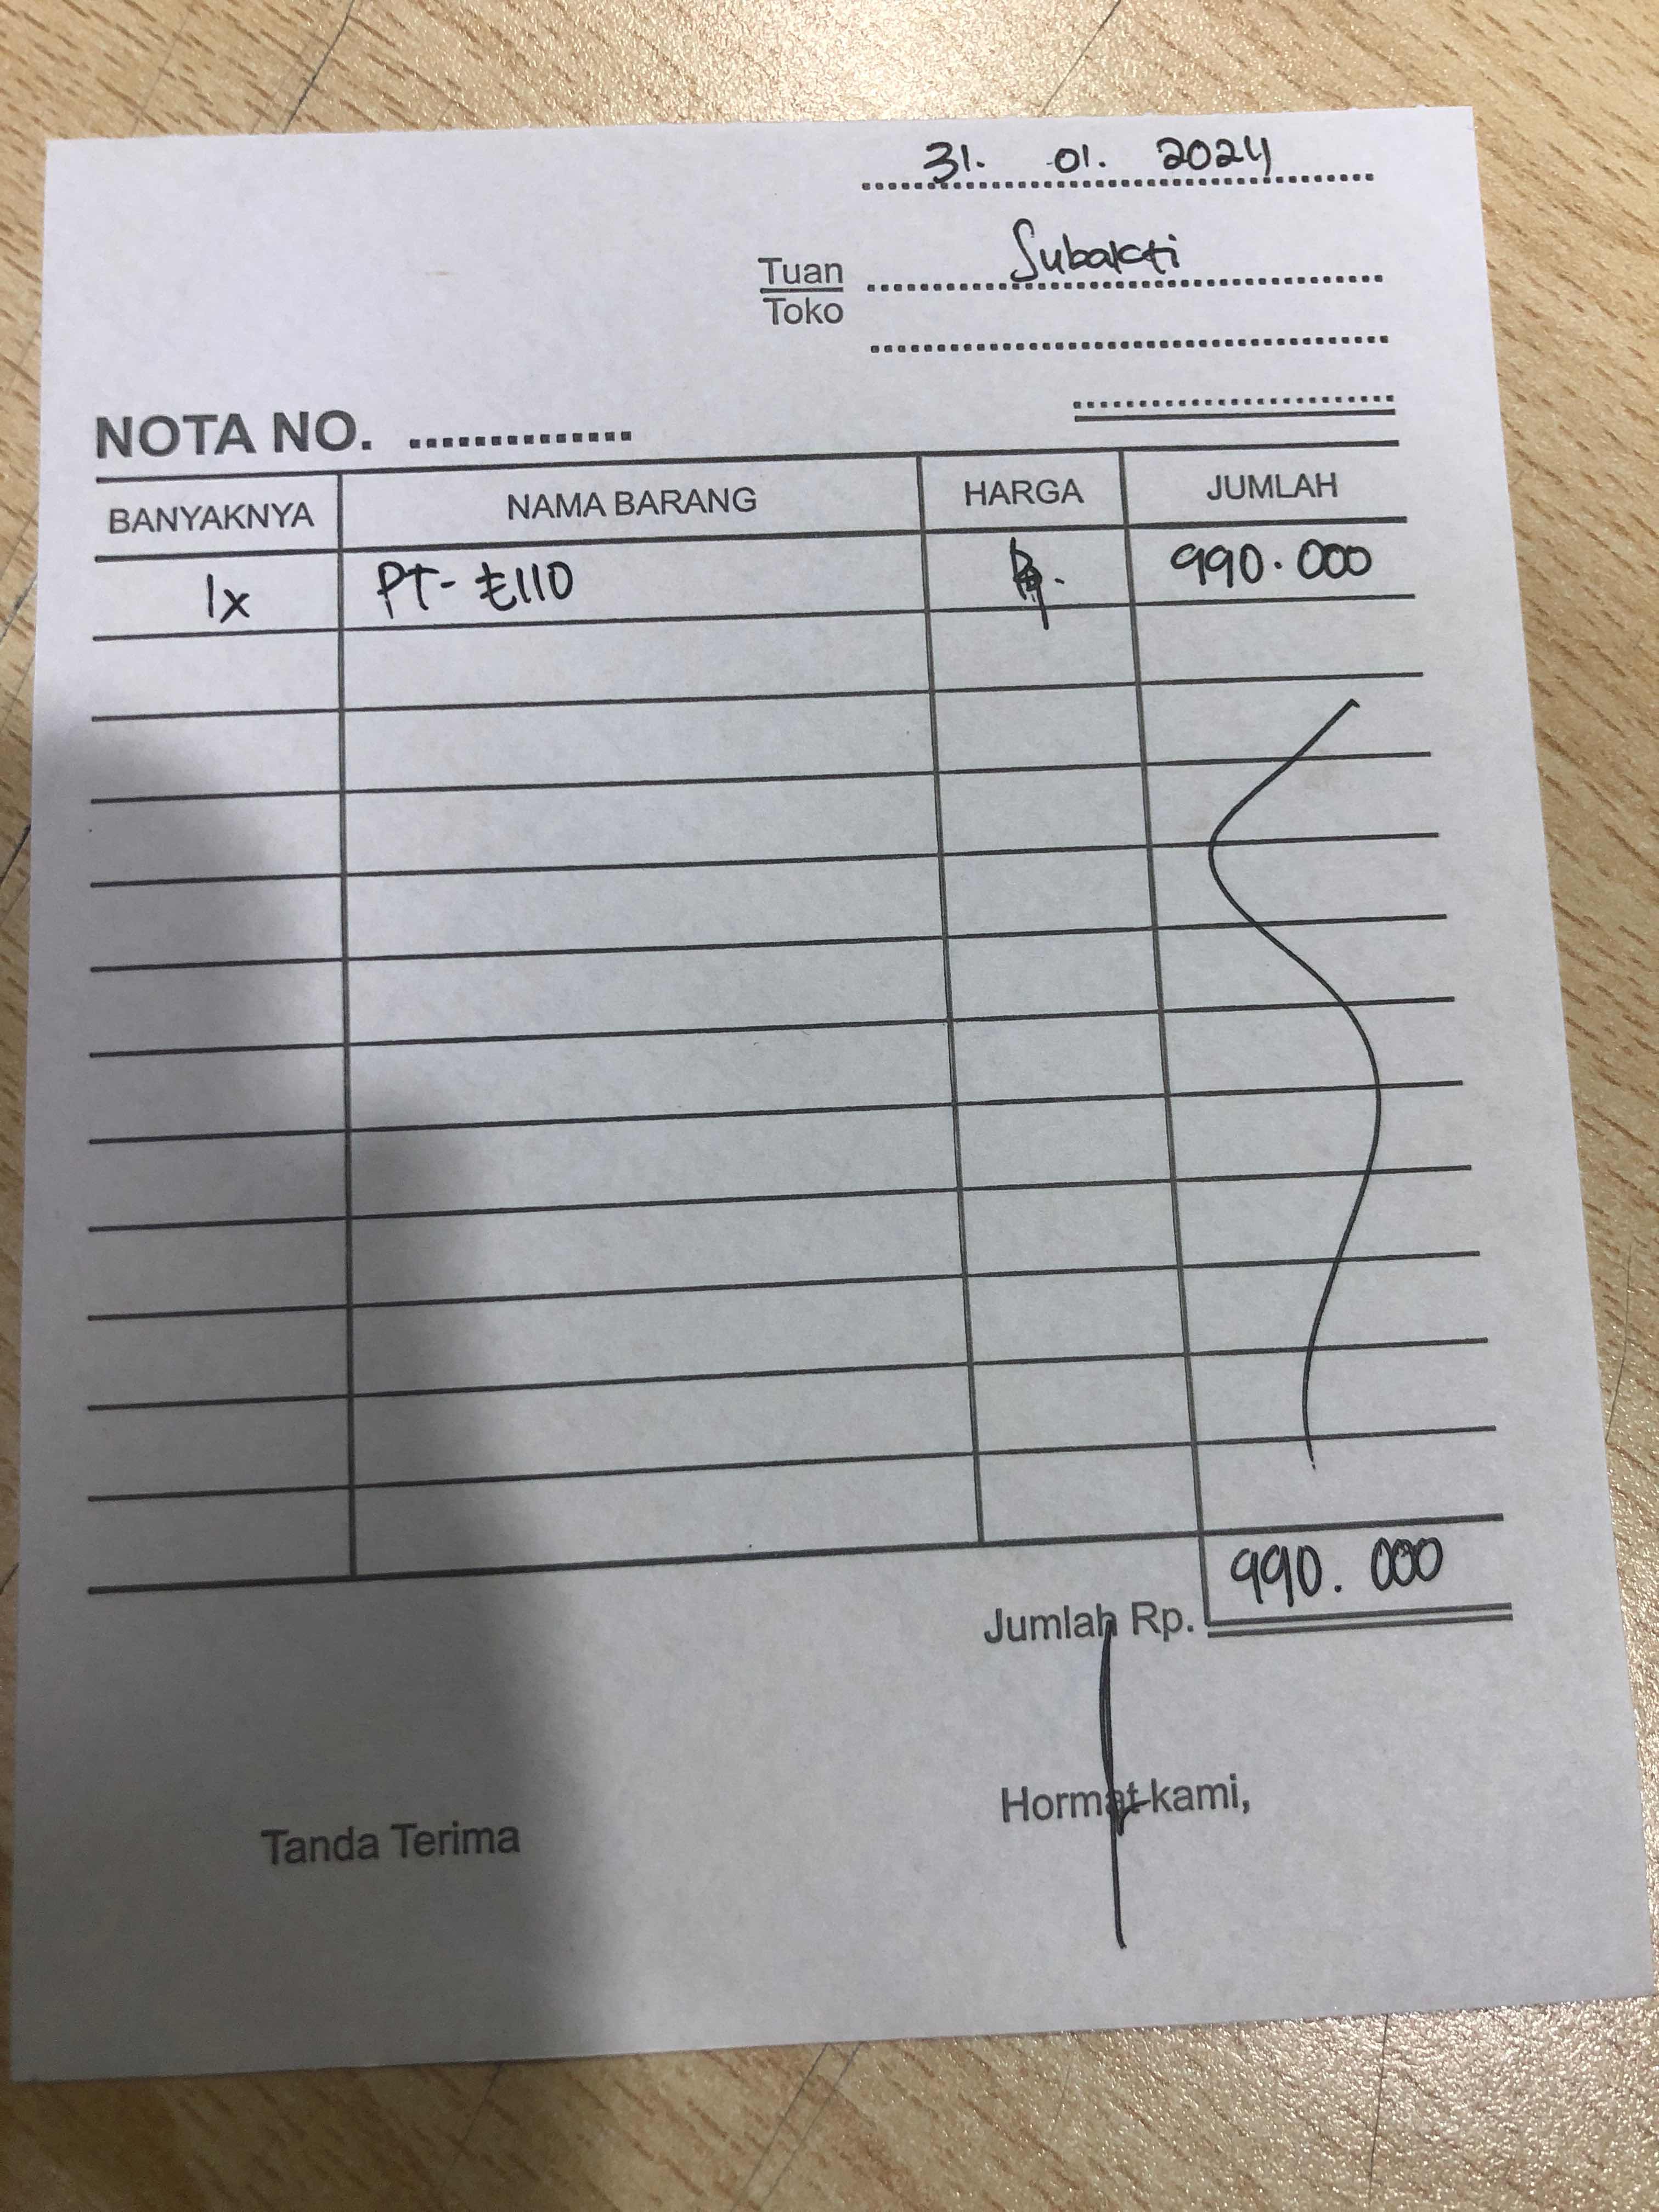 31. 01. 2024
Tuan Subakti
Toko
NOTA NO. ..............
BANYAKNYA NAMA BARANG HARGA JUMLAH
1x PT-E110 990.000
Jumlah Rp. 990.000
Tanda Terima Hormat kami,